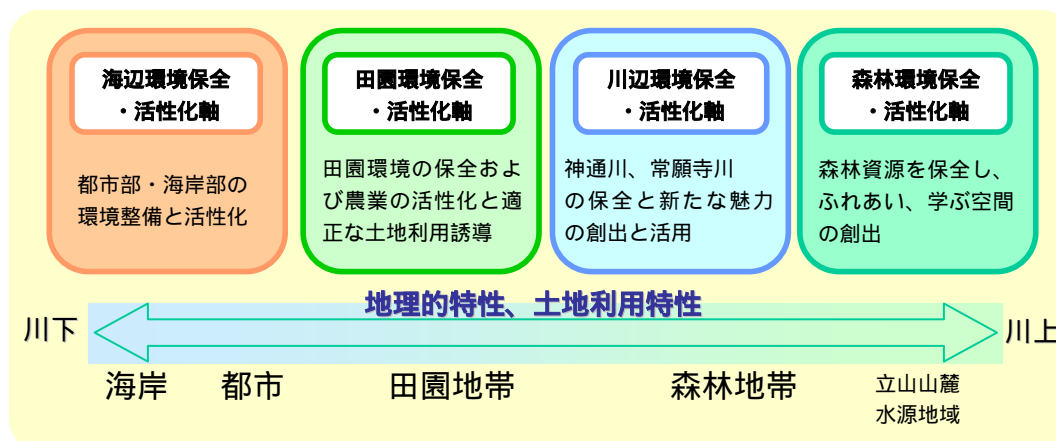 海辺環境保全
・活性化軸
都市部・海岸部の
環境整備と活性化
田園環境保全
・活性化軸
田園環境の保全およ
び農業の活性化と適
正な土地利用誘導
川辺環境保全
・活性化軸
神通川、常願寺川
の保全と新たな魅力
の創出と活用
森林環境保全
・活性化軸
森林資源を保全し、
ふれあい、学ぶ空間
の創出
地理的特性、土地利用特性
川下
川上
海岸
都市
田園地帯
森林地帯
立山山麓
水源地域